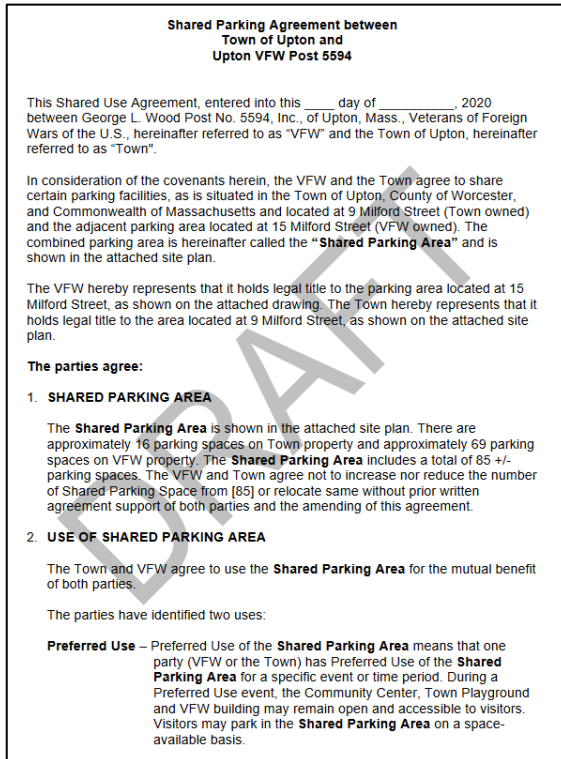 Shared Parking Agreement between
Town of Upton and
Upton VFW Post 5594
This Shared Use Agreement, entered into this ____ day of __________, 2020
between George L. Wood Post No. 5594, Inc., of Upton, Mass., Veterans of Foreign
Wars of the U.S., hereinafter referred to as “VFW” and the Town of Upton, hereinafter
referred to as “Town".
In consideration of the covenants herein, the VFW and the Town agree to share
certain parking facilities, as is situated in the Town of Upton, County of Worcester,
and Commonwealth of Massachusetts and located at 9 Milford Street (Town owned)
and the adjacent parking area located at 15 Milford Street (VFW owned). The
combined parking area is hereinafter called the “Shared Parking Area” and is
shown in the attached site plan.
The VFW hereby represents that it holds legal title to the parking area located at 15
Milford Street, as shown on the attached drawing. The Town hereby represents that it
holds legal title to the area located at 9 Milford Street, as shown on the attached site
plan.
The parties agree:
1. SHARED PARKING AREA
The Shared Parking Area is shown in the attached site plan. There are
approximately 16 parking spaces on Town property and approximately 69 parking
spaces on VFW property. The Shared Parking Area includes a total of 85 +/-
parking spaces. The VFW and Town agree not to increase nor reduce the number
of Shared Parking Space from [85] or relocate same without prior written
agreement support of both parties and the amending of this agreement.
2. USE OF SHARED PARKING AREA
The Town and VFW agree to use the Shared Parking Area for the mutual benefit
of both parties.
The parties have identified two uses:
Preferred Use – Preferred Use of the Shared Parking Area means that one
party (VFW or the Town) has Preferred Use of the Shared
Parking Area for a specific event or time period. During a
Preferred Use event, the Community Center, Town Playground
and VFW building may remain open and accessible to visitors.
Visitors may park in the Shared Parking Area on a space-
available basis.
DRAFT